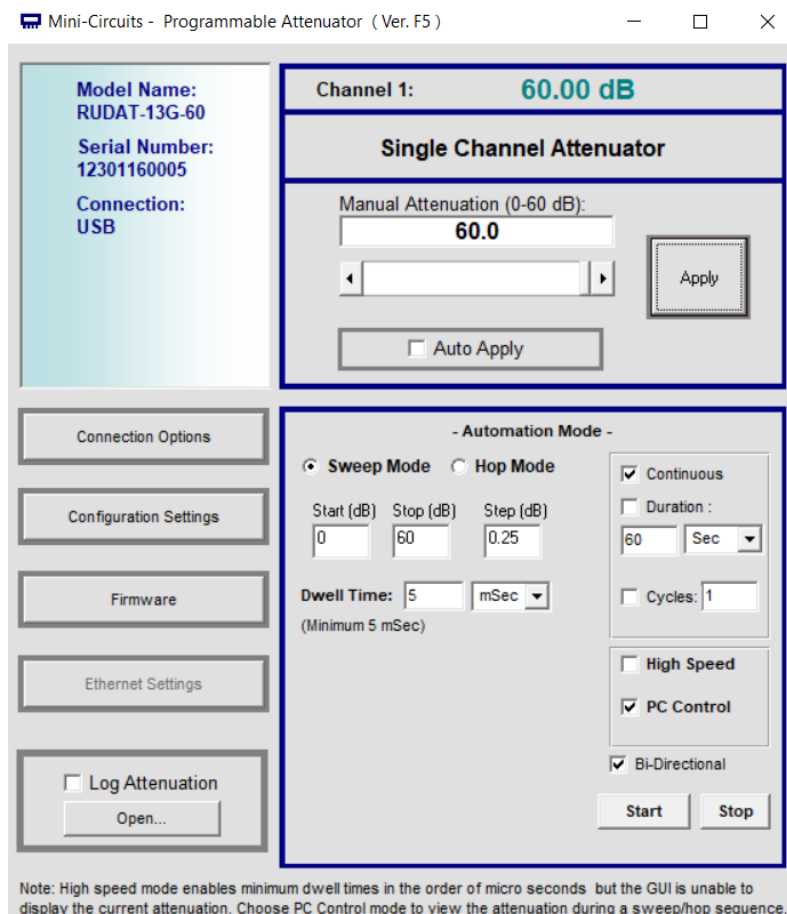 Mini-Circuits - Programmable Attenuator ( Ver. F5 )
Model Name:
RUDAT-13G-60
Serial Number:
12301160005
Connection:
USB
Channel 1: 60.00 dB
Single Channel Attenuator
Manual Attenuation (0-60 dB):
60.0
Apply
Auto Apply
Connection Options
Configuration Settings
Firmware
Ethernet Settings
Log Attenuation
Open...
- Automation Mode -
Sweep Mode Hop Mode
Start (dB) Stop (dB) Step (dB)
0 60 0.25
Dwell Time: 5 mSec
(Minimum 5 mSec)
Continuous
Duration :
60 Sec
Cycles: 1
High Speed
PC Control
Bi-Directional
Start Stop
Note: High speed mode enables minimum dwell times in the order of micro seconds but the GUI is unable to
display the current attenuation. Choose PC Control mode to view the attenuation during a sweep/hop sequence.